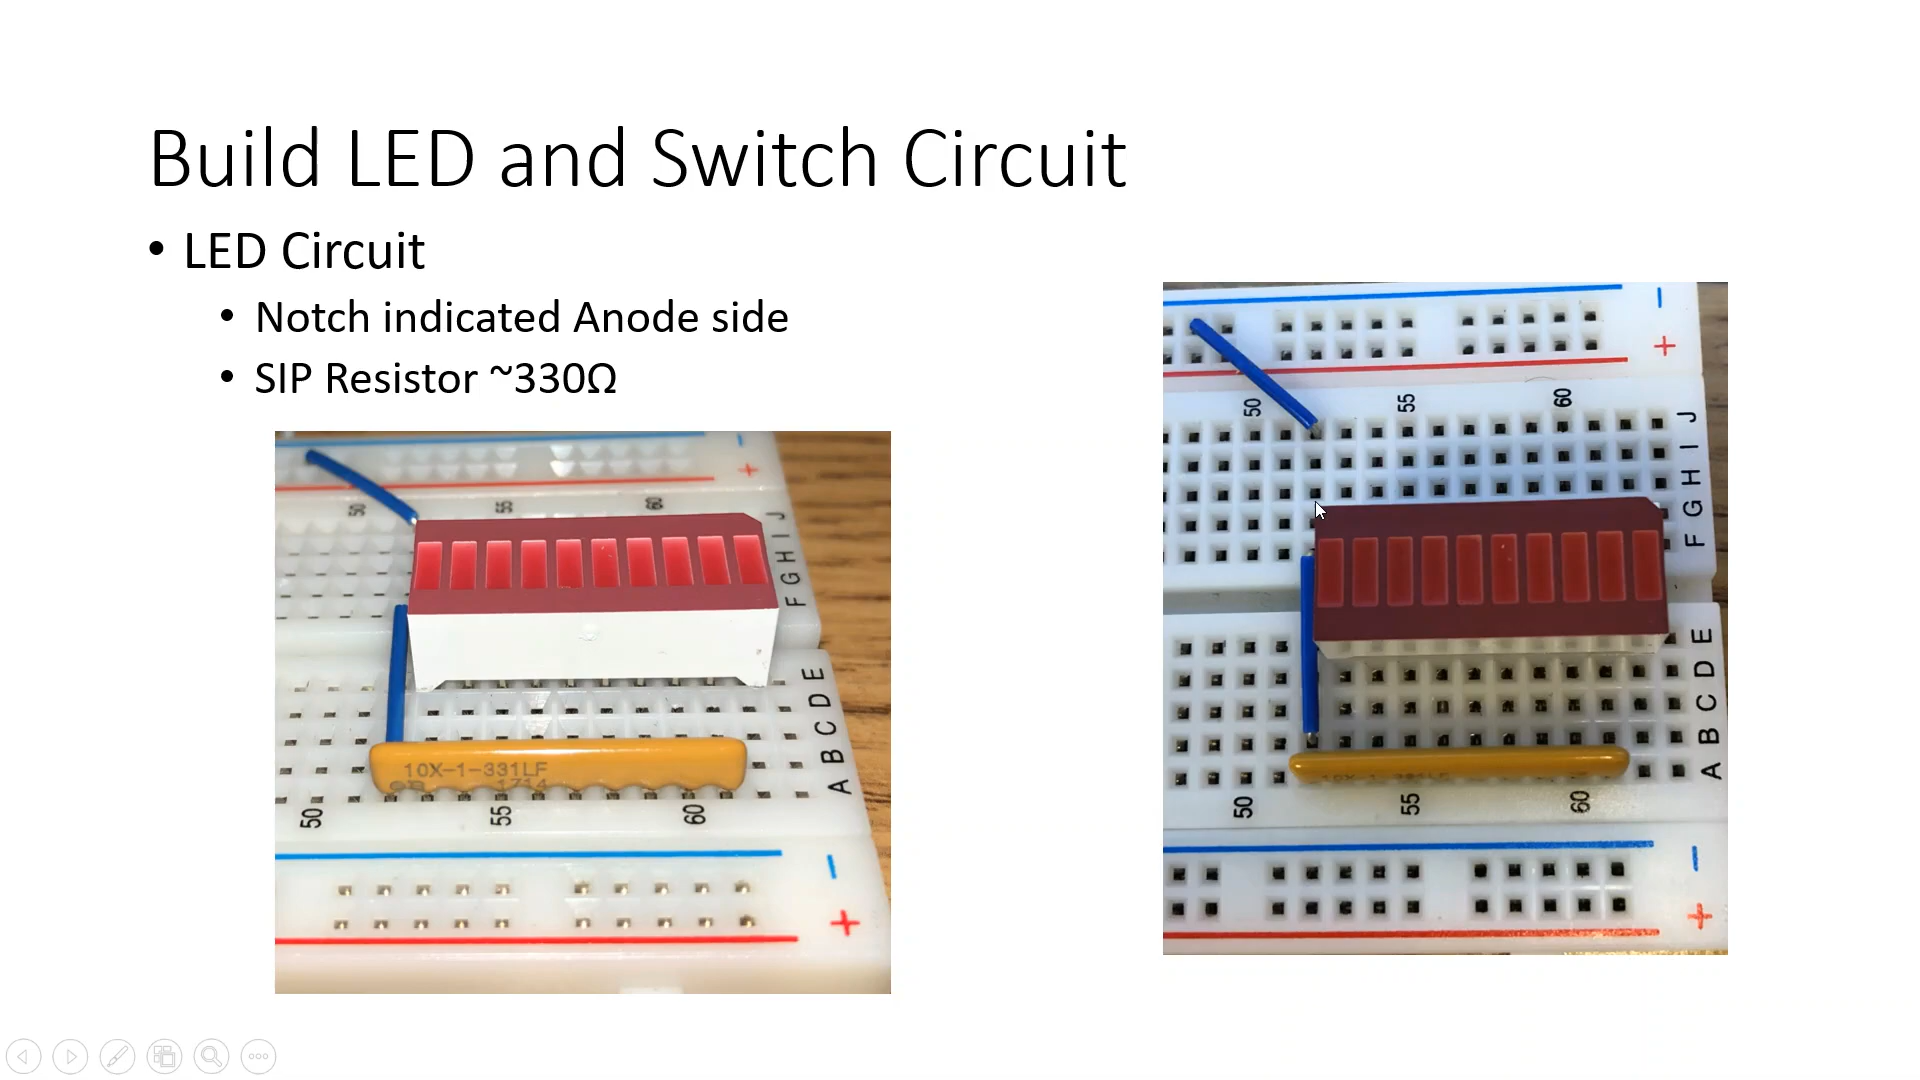 Build LED and Switch Circuit
• LED Circuit
• Notch indicated Anode side
• SIP Resistor ~330Ω
−
+
50 55 60
J
I
H
G
F
E
D
C
B
A
10X-1-331LF
1714
50 55 60
−
+
−
+
50 55 60
J
I
H
G
F
E
D
C
B
A
50 55 60
−
+